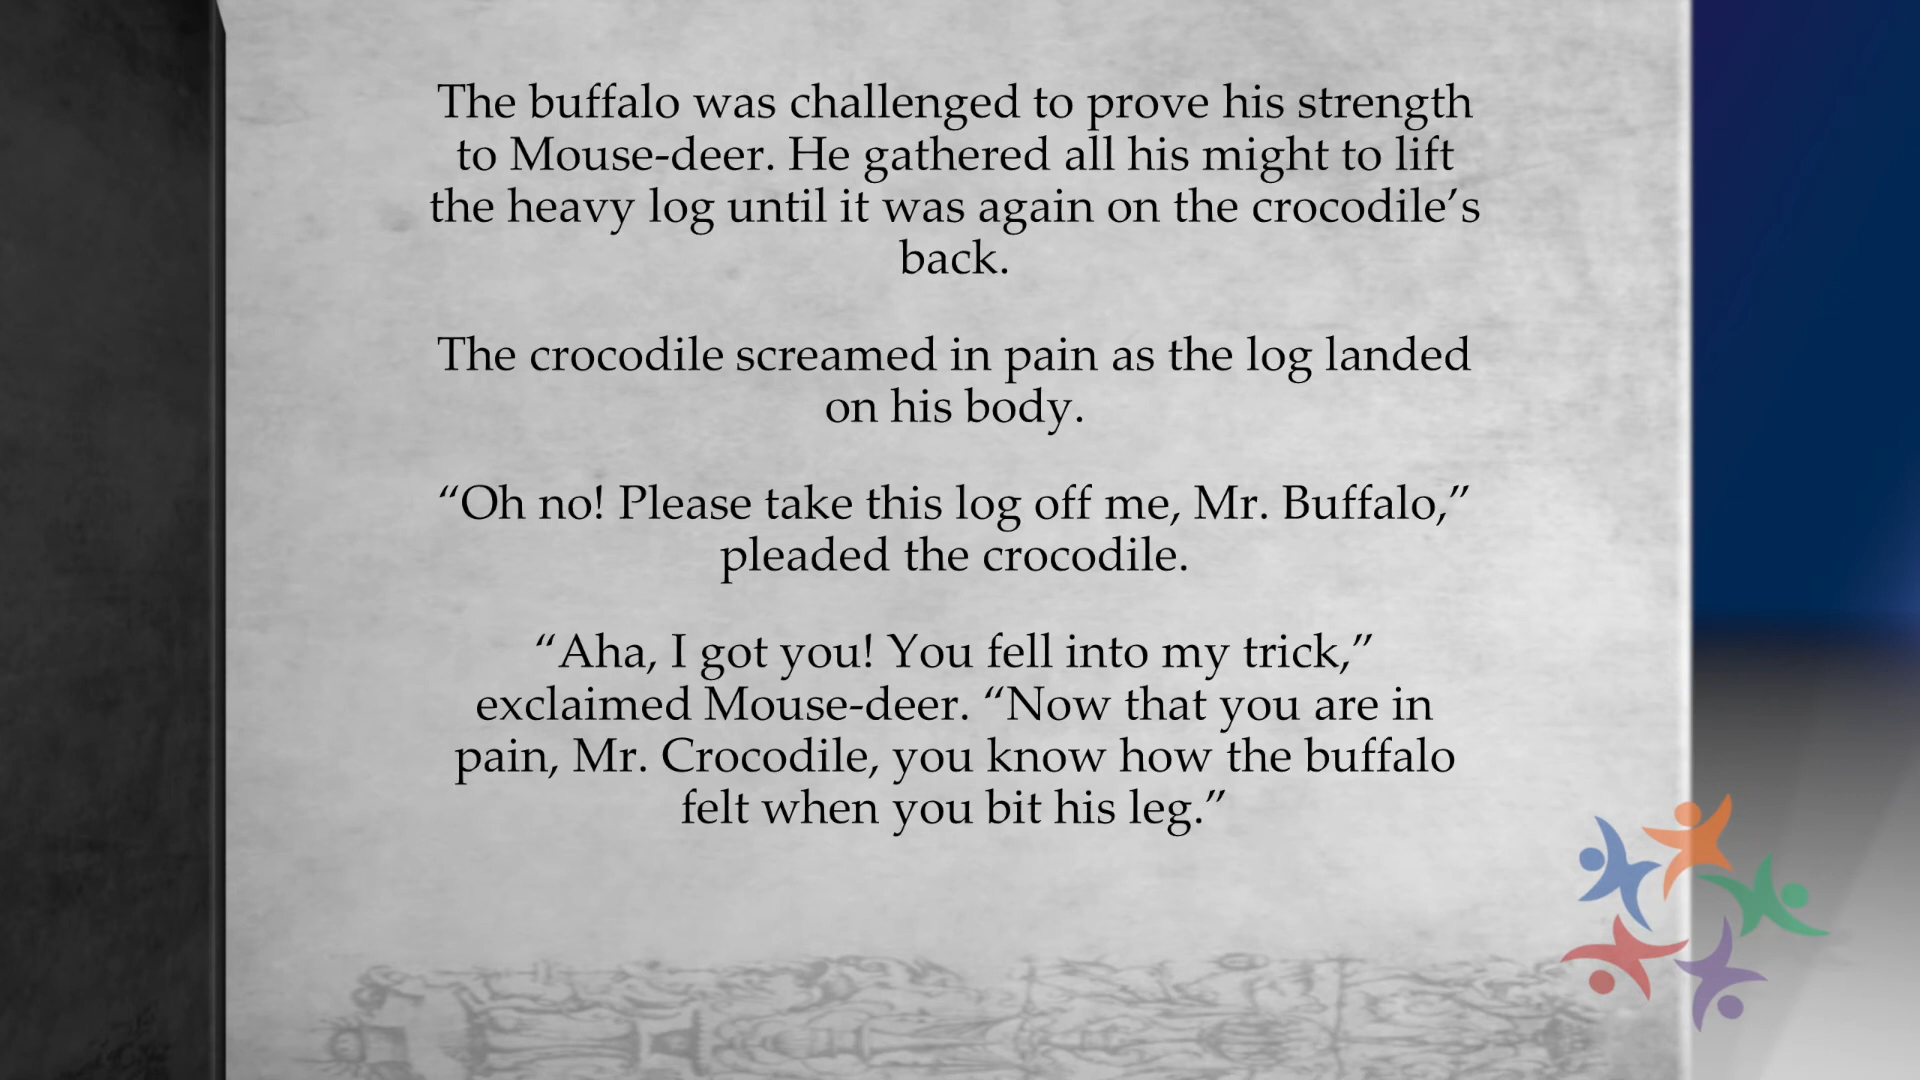 The buffalo was challenged to prove his strength
to Mouse-deer. He gathered all his might to lift
the heavy log until it was again on the crocodile’s
back.
The crocodile screamed in pain as the log landed
on his body.
“Oh no! Please take this log off me, Mr. Buffalo,”
pleaded the crocodile.
“Aha, I got you! You fell into my trick,”
exclaimed Mouse-deer. “Now that you are in
pain, Mr. Crocodile, you know how the buffalo
felt when you bit his leg.”